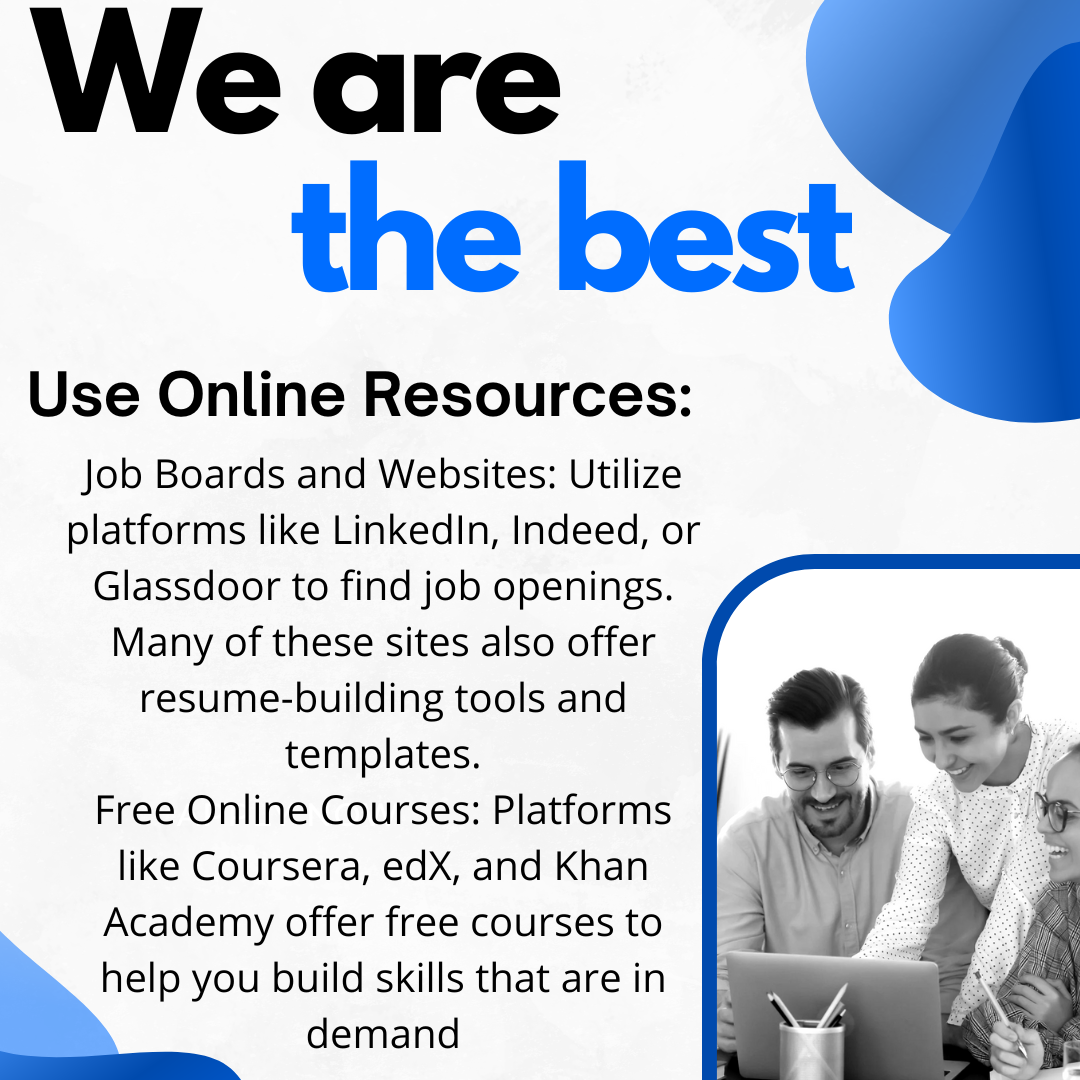 We are
the best
Use Online Resources:
Job Boards and Websites: Utilize
platforms like LinkedIn, Indeed, or
Glassdoor to find job openings.
Many of these sites also offer
resume-building tools and
templates.
Free Online Courses: Platforms
like Coursera, edX, and Khan
Academy offer free courses to
help you build skills that are in
demand